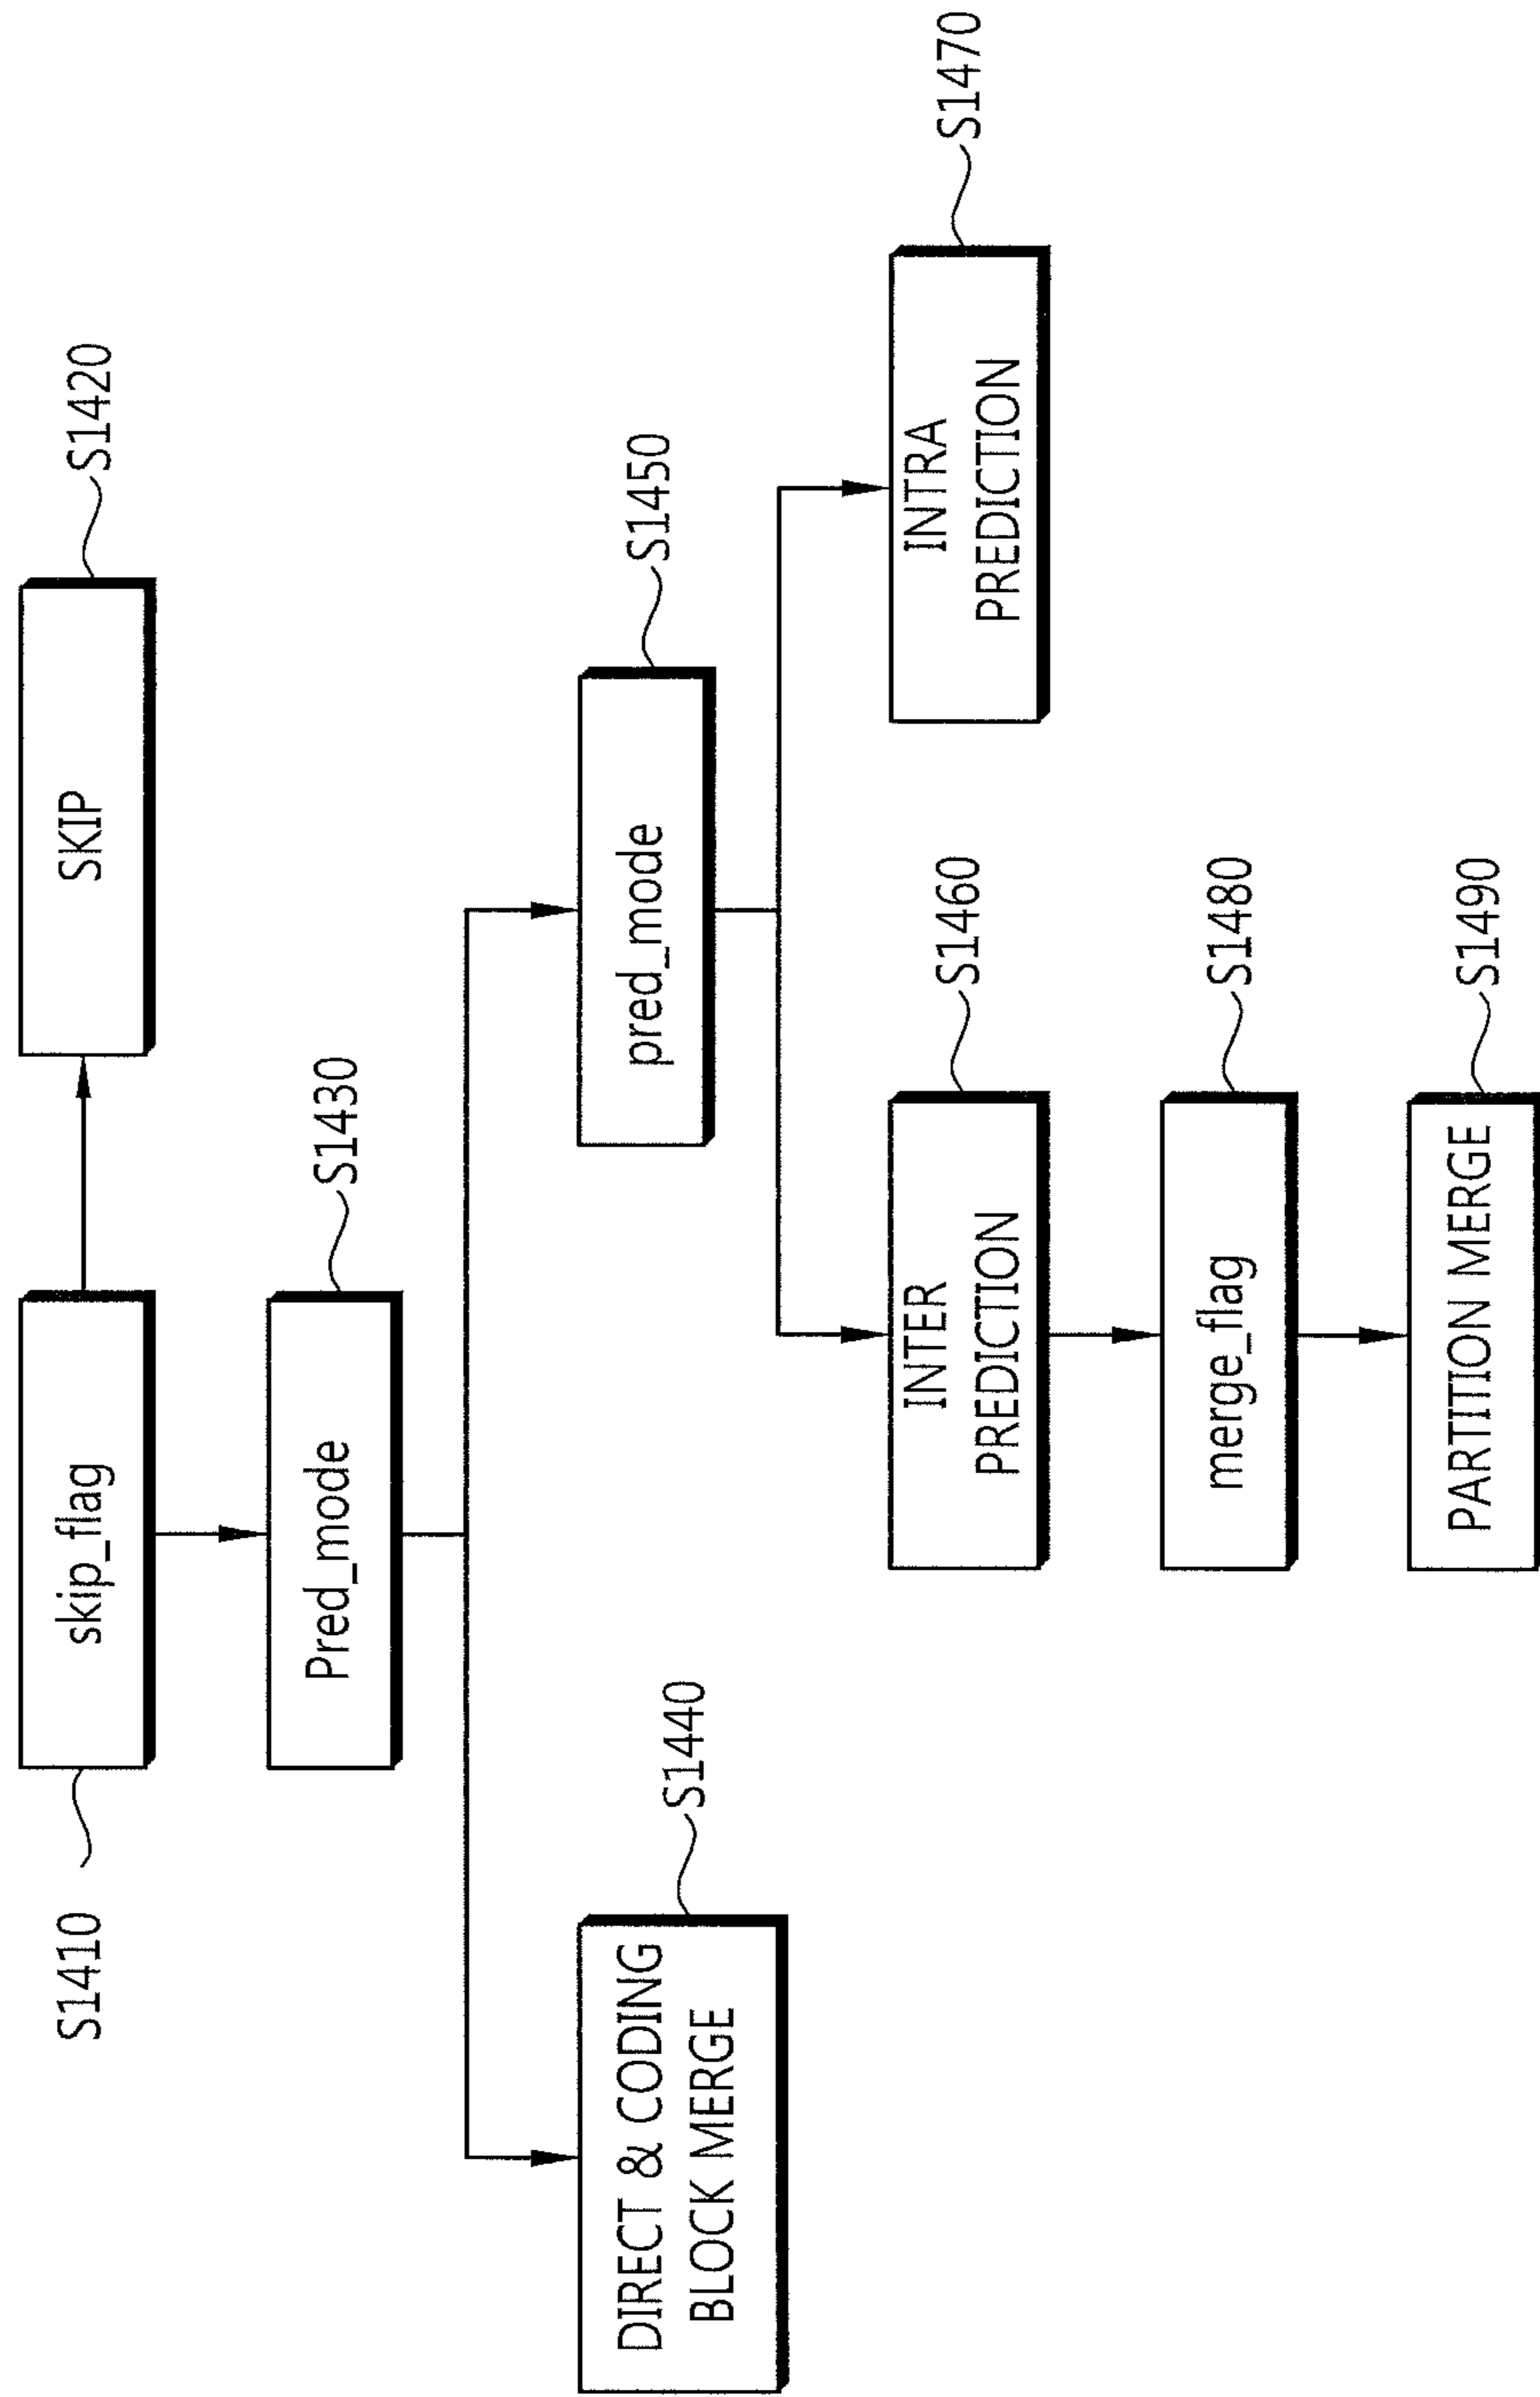 S1410
skip_flag
SKIP
S1420
Pred_mode
S1430
DIRECT & CODING
BLOCK MERGE
S1440
pred_mode
S1450
INTER
PREDICTION
S1460
INTRA
PREDICTION
S1470
merge_flag
S1480
PARTITION MERGE
S1490